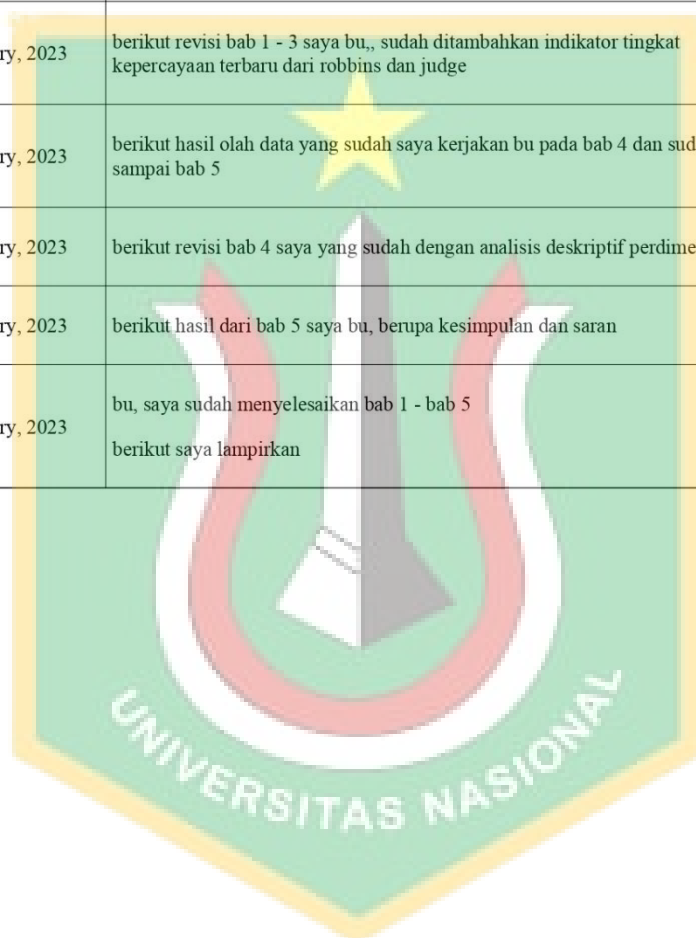 ry, 2023
berikut revisi bab 1 - 3 saya bu,, sudah ditambahkan indikator tingkat
kepercayaan terbaru dari robbins dan judge
ry, 2023
berikut hasil olah data yang sudah saya kerjakan bu pada bab 4 dan sud
sampai bab 5
ry, 2023
berikut revisi bab 4 saya yang sudah dengan analisis deskriptif perdime
ry, 2023
berikut hasil dari bab 5 saya bu, berupa kesimpulan dan saran
ry, 2023
bu, saya sudah menyelesaikan bab 1 - bab 5
berikut saya lampirkan
UNIVERSITAS NASIONAL